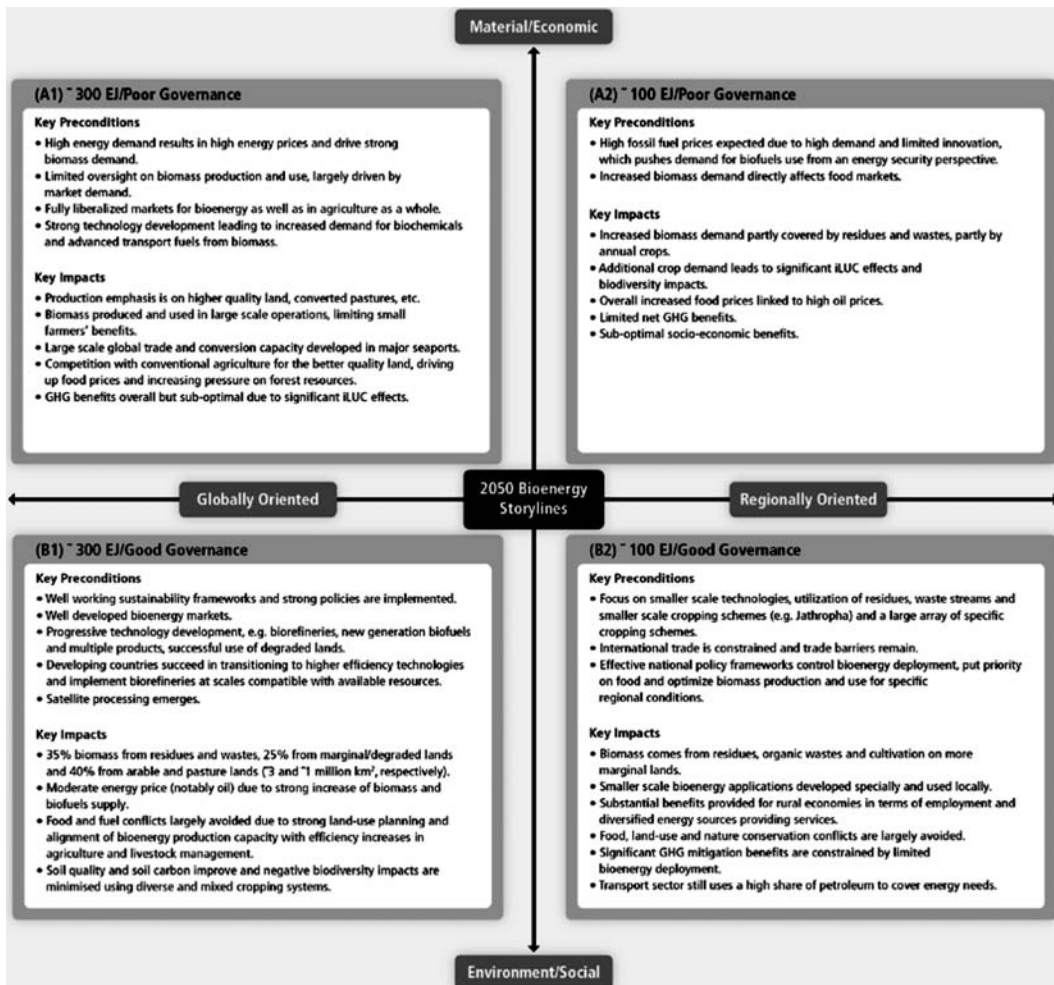 Material/Economic
(A1) ~ 300 EJ/Poor Governance
Key Preconditions
• High energy demand results in high energy prices and drive strong
biomass demand.
• Limited oversight on biomass production and use, largely driven by
market demand.
• Fully liberalized markets for bioenergy as well as in agriculture as a whole.
• Strong technology development leading to increased demand for biochemicals
and advanced transport fuels from biomass.
Key Impacts
• Production emphasis is on higher quality land, converted pastures, etc.
• Biomass produced and used in large scale operations, limiting small
farmers' benefits.
• Large scale global trade and conversion capacity developed in major seaports.
• Competition with conventional agriculture for the better quality land, driving
up food prices and increasing pressure on forest resources.
• GHG benefits overall but sub-optimal due to significant iLUC effects.
(A2) ~ 100 EJ/Poor Governance
Key Preconditions
• High fossil fuel prices expected due to high demand and limited innovation,
which pushes demand for biofuels use from an energy security perspective.
• Increased biomass demand directly affects food markets.
Key Impacts
• Increased biomass demand partly covered by residues and wastes, partly by
annual crops.
• Additional crop demand leads to significant iLUC effects and
biodiversity impacts.
• Overall increased food prices linked to high oil prices.
• Limited net GHG benefits.
• Sub-optimal socio-economic benefits.
Globally Oriented
2050 Bioenergy
Storylines
Regionally Oriented
(B1) ~ 300 EJ/Good Governance
Key Preconditions
• Well working sustainability frameworks and strong policies are implemented.
• Well developed bioenergy markets.
• Progressive technology development, e.g. biorefineries, new generation biofuels
and multiple products, successful use of degraded lands.
• Developing countries succeed in transitioning to higher efficiency technologies
and implement biorefineries at scales compatible with available resources.
• Satellite processing emerges.
Key Impacts
• 35% biomass from residues and wastes, 25% from marginal/degraded lands
and 40% from arable and pasture lands (~3 and ~1 million km², respectively).
• Moderate energy price (notably oil) due to strong increase of biomass and
biofuels supply.
• Food and fuel conflicts largely avoided due to strong land-use planning and
alignment of bioenergy production capacity with efficiency increases in
agriculture and livestock management.
• Soil quality and soil carbon improve and negative biodiversity impacts are
minimised using diverse and mixed cropping systems.
(B2) ~ 100 EJ/Good Governance
Key Preconditions
• Focus on smaller scale technologies, utilization of residues, waste streams and
smaller scale cropping schemes (e.g. Jathropha) and a large array of specific
cropping schemes.
• International trade is constrained and trade barriers remain.
• Effective national policy frameworks control bioenergy deployment, put priority
on food and optimize biomass production and use for specific
regional conditions.
Key Impacts
• Biomass comes from residues, organic wastes and cultivation on more
marginal lands.
• Smaller scale bioenergy applications developed specially and used locally.
• Substantial benefits provided for rural economies in terms of employment and
diversified energy sources providing services.
• Food, land-use and nature conservation conflicts are largely avoided.
• Significant GHG mitigation benefits are constrained by limited
bioenergy deployment.
• Transport sector still uses a high share of petroleum to cover energy needs.
Environment/Social